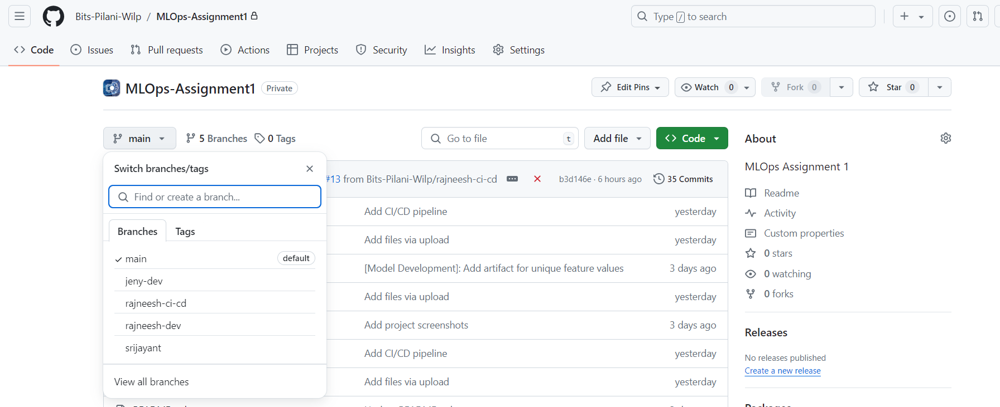 Bits-Pilani-Wilp / MLOps-Assignment1
Type / to search
Code Issues Pull requests Actions Projects Security Insights Settings
MLOps-Assignment1 Private
Edit Pins Watch 0 Fork 0 Star 0
main 5 Branches 0 Tags
Go to file t Add file Code
About
Switch branches/tags
Find or create a branch...
Branches Tags
main default
jeny-dev
rajneesh-ci-cd
rajneesh-dev
srijayant
View all branches
#13 from Bits-Pilani-Wilp/rajneesh-ci-cd b3d146e · 6 hours ago 35 Commits
Add CI/CD pipeline yesterday
Add files via upload yesterday
[Model Development]: Add artifact for unique feature values 3 days ago
Add files via upload yesterday
Add project screenshots 3 days ago
Add CI/CD pipeline yesterday
Add files via upload yesterday
MLOps Assignment 1
Readme
Activity
Custom properties
0 stars
0 watching
0 forks
Releases
No releases published
Create a new release
Packages